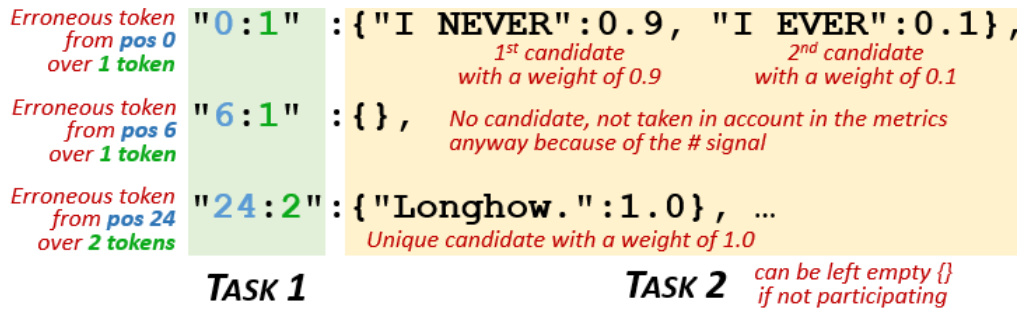 Erroneous token
from pos 0
over 1 token
"0:1" :{"I NEVER":0.9, "I EVER":0.1},
1st candidate
with a weight of 0.9
2nd candidate
with a weight of 0.1
Erroneous token
from pos 6
over 1 token
"6:1" :{},
No candidate, not taken in account in the metrics
anyway because of the # signal
Erroneous token
from pos 24
over 2 tokens
"24:2":{"Longhow.":1.0}, …
Unique candidate with a weight of 1.0
TASK 1
TASK 2
can be left empty {}
if not participating